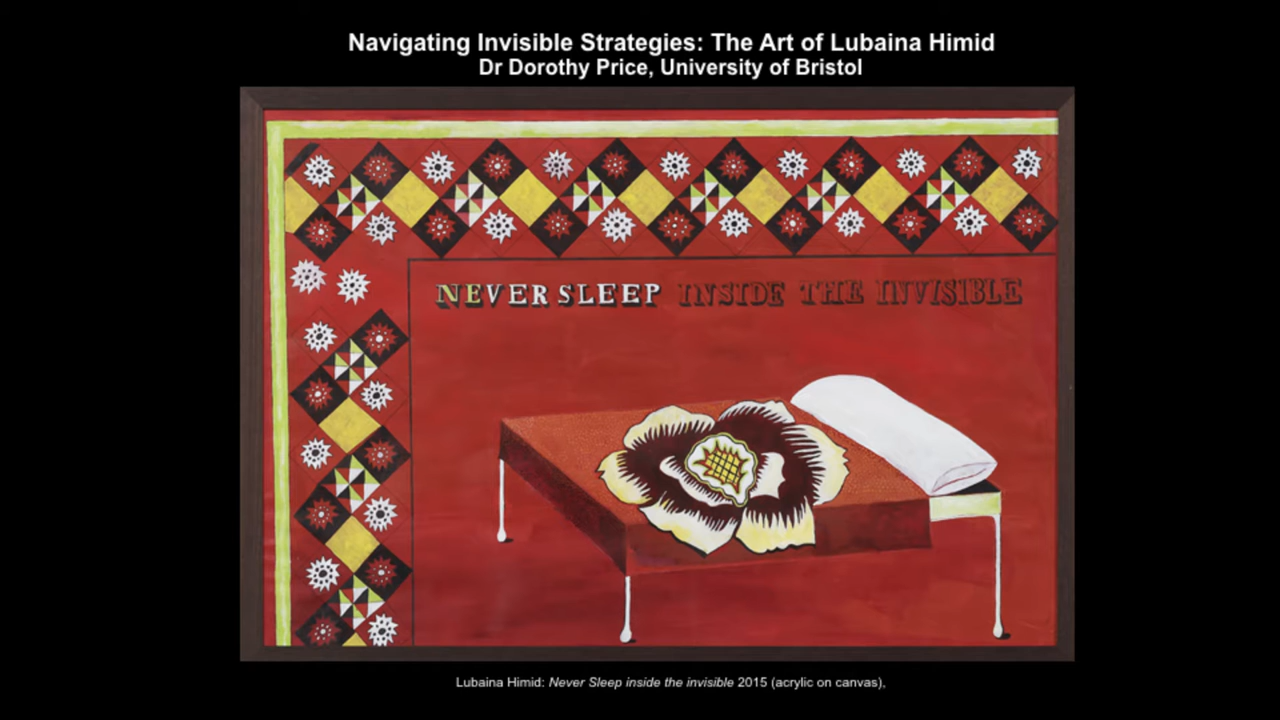 Navigating Invisible Strategies: The Art of Lubaina Himid
Dr Dorothy Price, University of Bristol
NEVER SLEEP INSIDE THE INVISIBLE
Lubaina Himid: Never Sleep inside the invisible 2015 (acrylic on canvas),